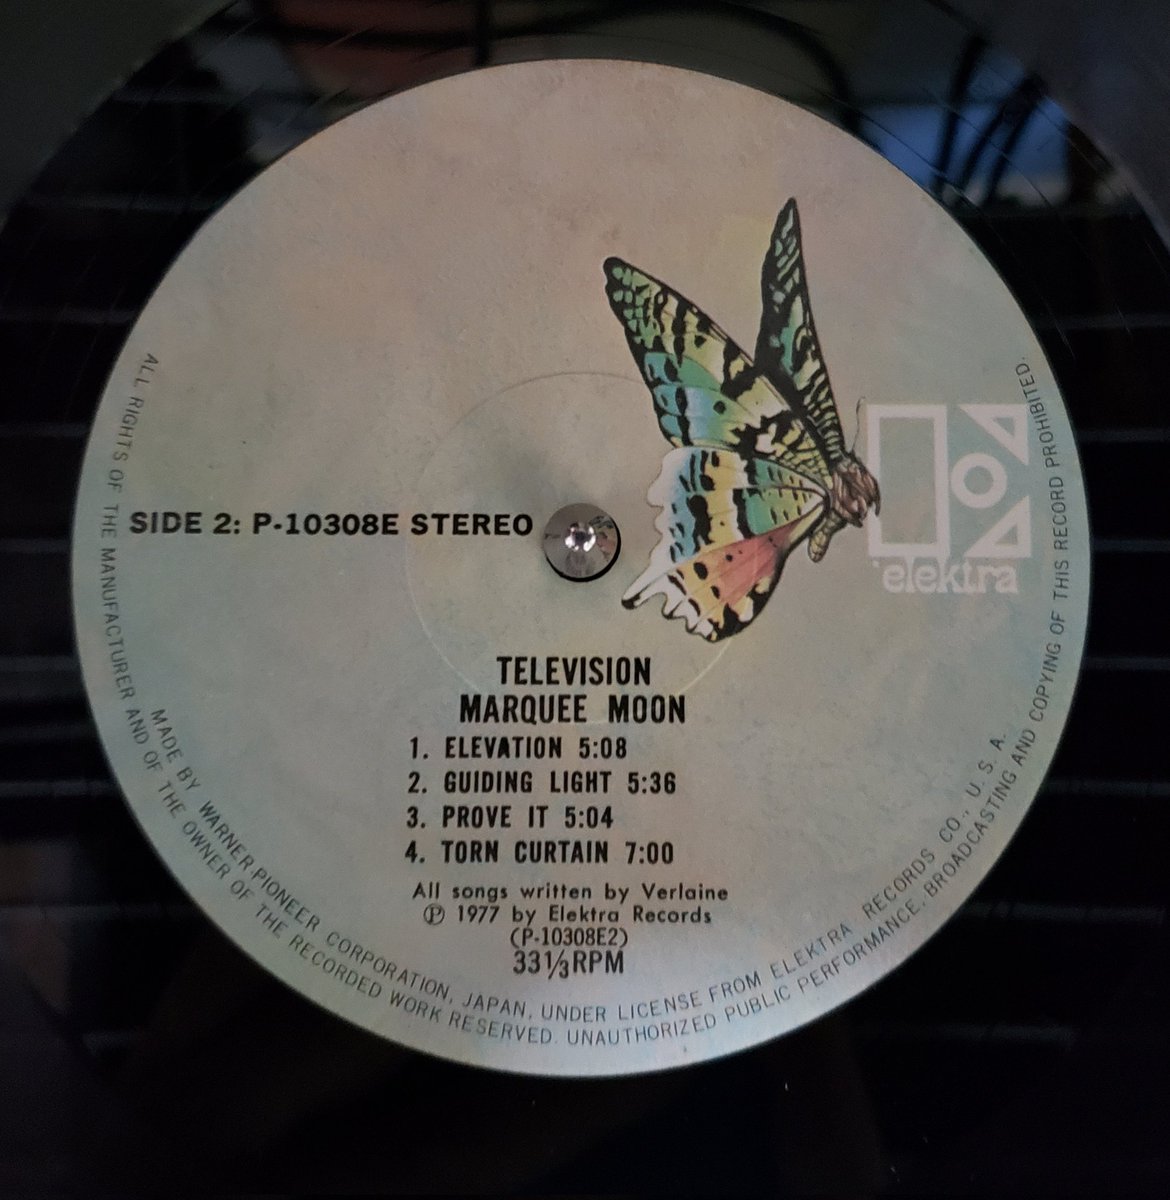 SIDE 2: P-10308E STEREO
elektra
TELEVISION
MARQUEE MOON
1. ELEVATION 5:08
2. GUIDING LIGHT 5:36
3. PROVE IT 5:04
4. TORN CURTAIN 7:00
All songs written by Verlaine
Ⓟ 1977 by Elektra Records
(P-10308E2)
33⅓RPM
MADE BY WARNER-PIONEER CORPORATION, JAPAN, UNDER LICENSE FROM ELEKTRA RECORDS CO., U. S. A.
ALL RIGHTS OF THE MANUFACTURER AND OF THE OWNER OF THE RECORDED WORK RESERVED. UNAUTHORIZED PUBLIC PERFORMANCE, BROADCASTING AND COPYING OF THIS RECORD PROHIBITED.